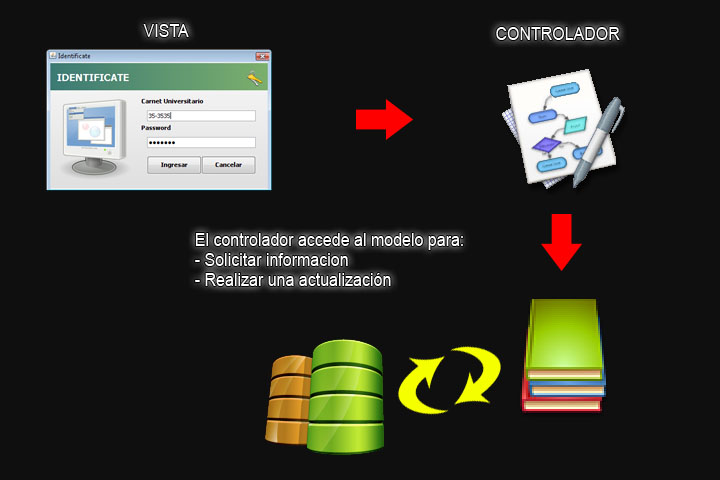 VISTA
CONTROLADOR
Identificate
IDENTIFICATE
Carnet Universitario
35-3535
Password
Ingresar Cancelar
El controlador accede al modelo para:
- Solicitar informacion
- Realizar una actualización